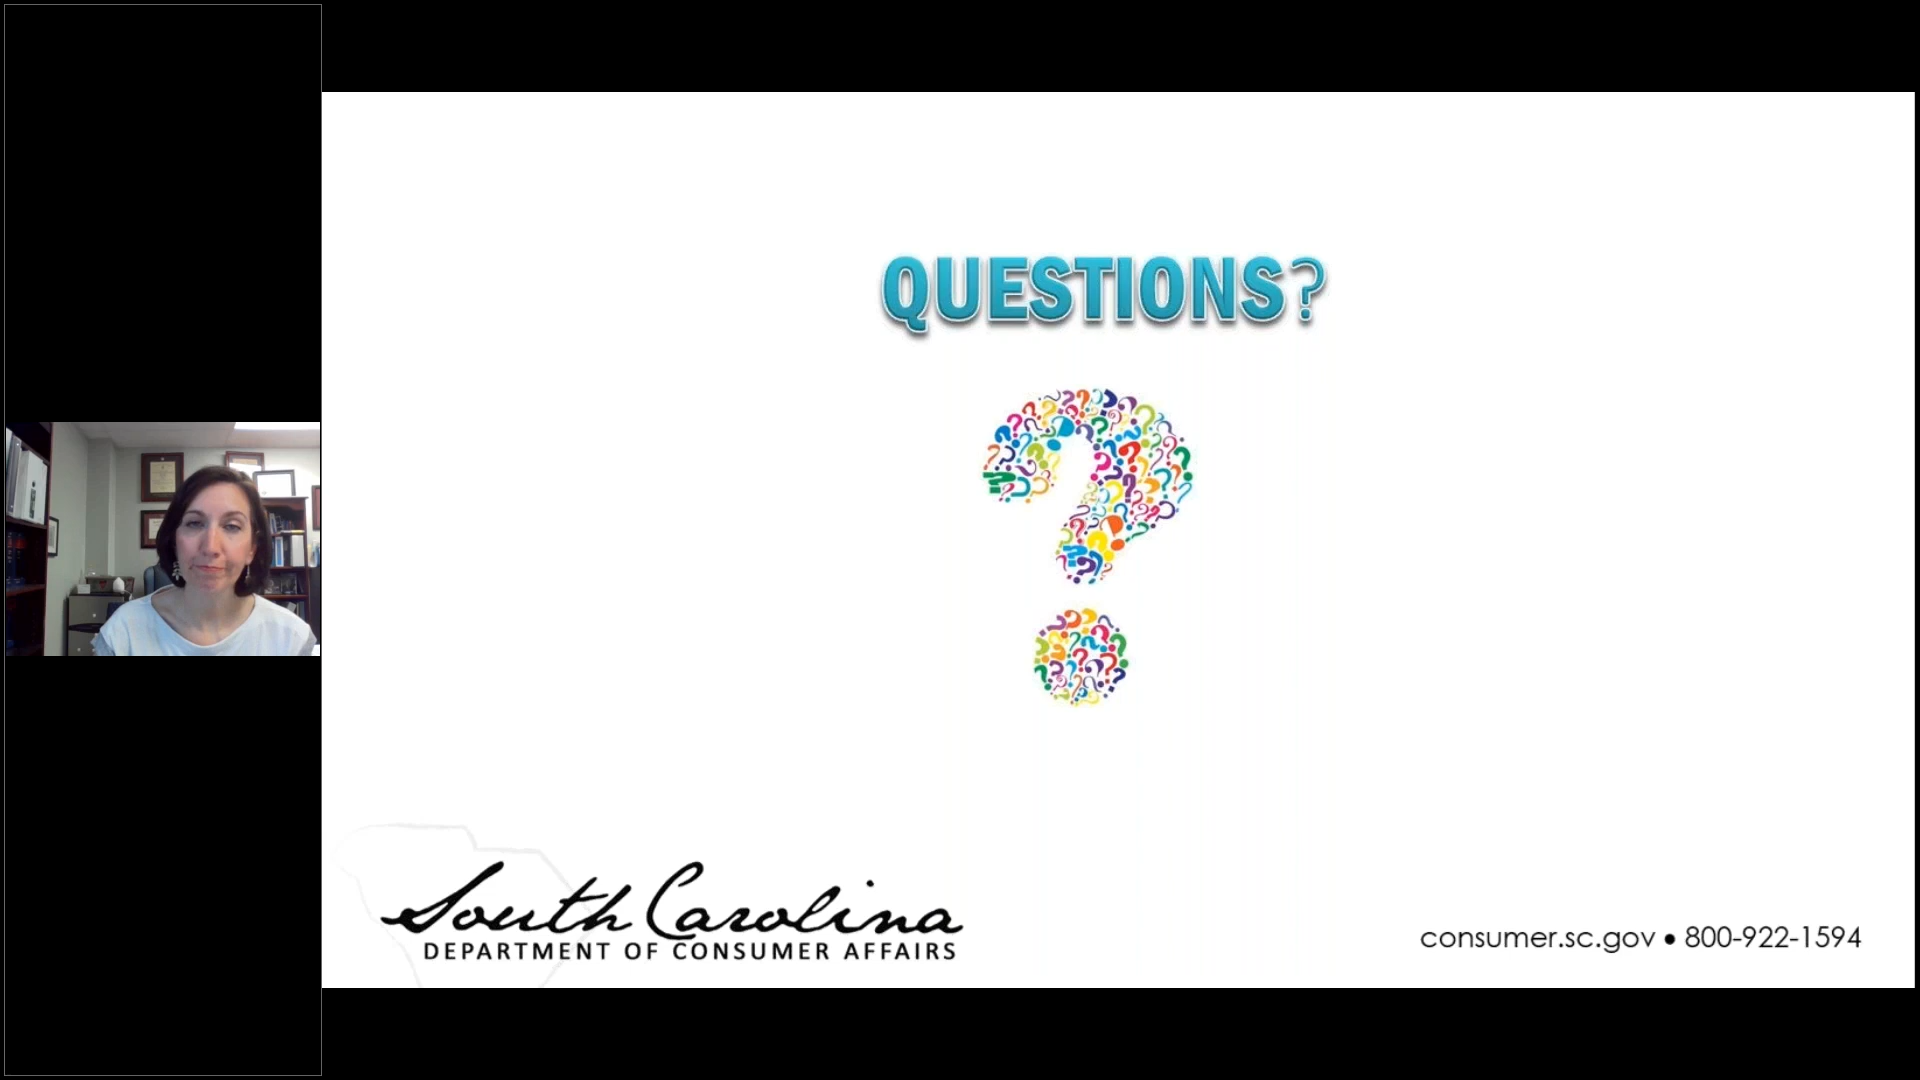 QUESTIONS?
South Carolina
DEPARTMENT OF CONSUMER AFFAIRS
consumer.sc.gov • 800-922-1594